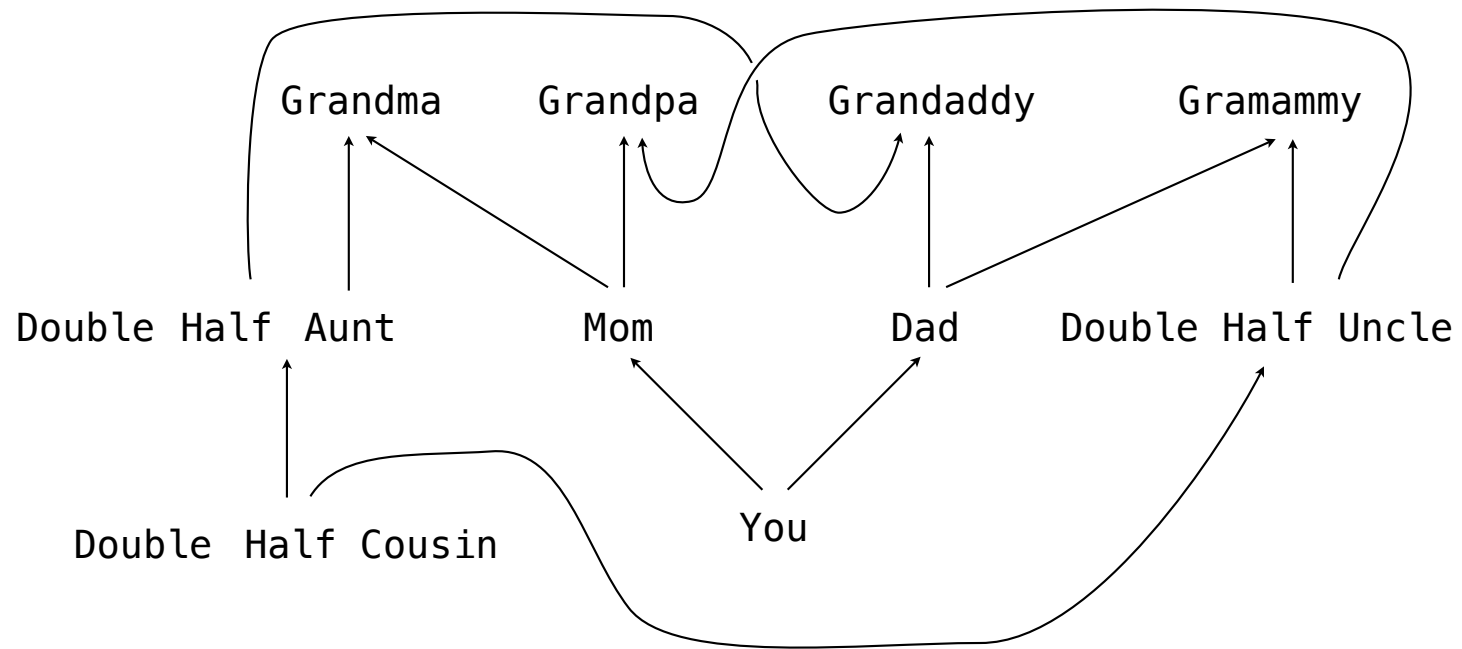 Grandma Grandpa Grandaddy Gramammy
Double Half Aunt Mom Dad Double Half Uncle
You
Double Half Cousin